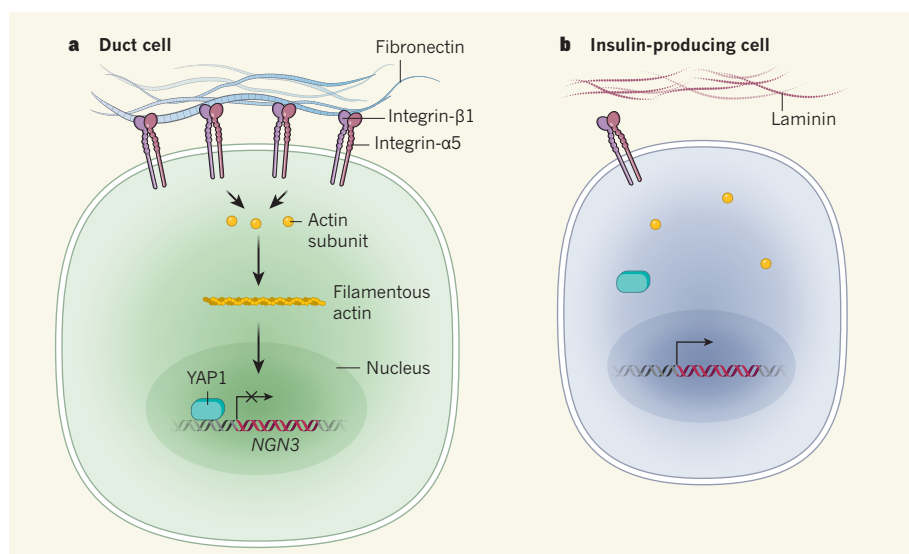 a Duct cell
Fibronectin
Integrin-β1
Integrin-α5
Actin
subunit
Filamentous
actin
Nucleus
YAP1
NGN3
b Insulin-producing cell
Laminin